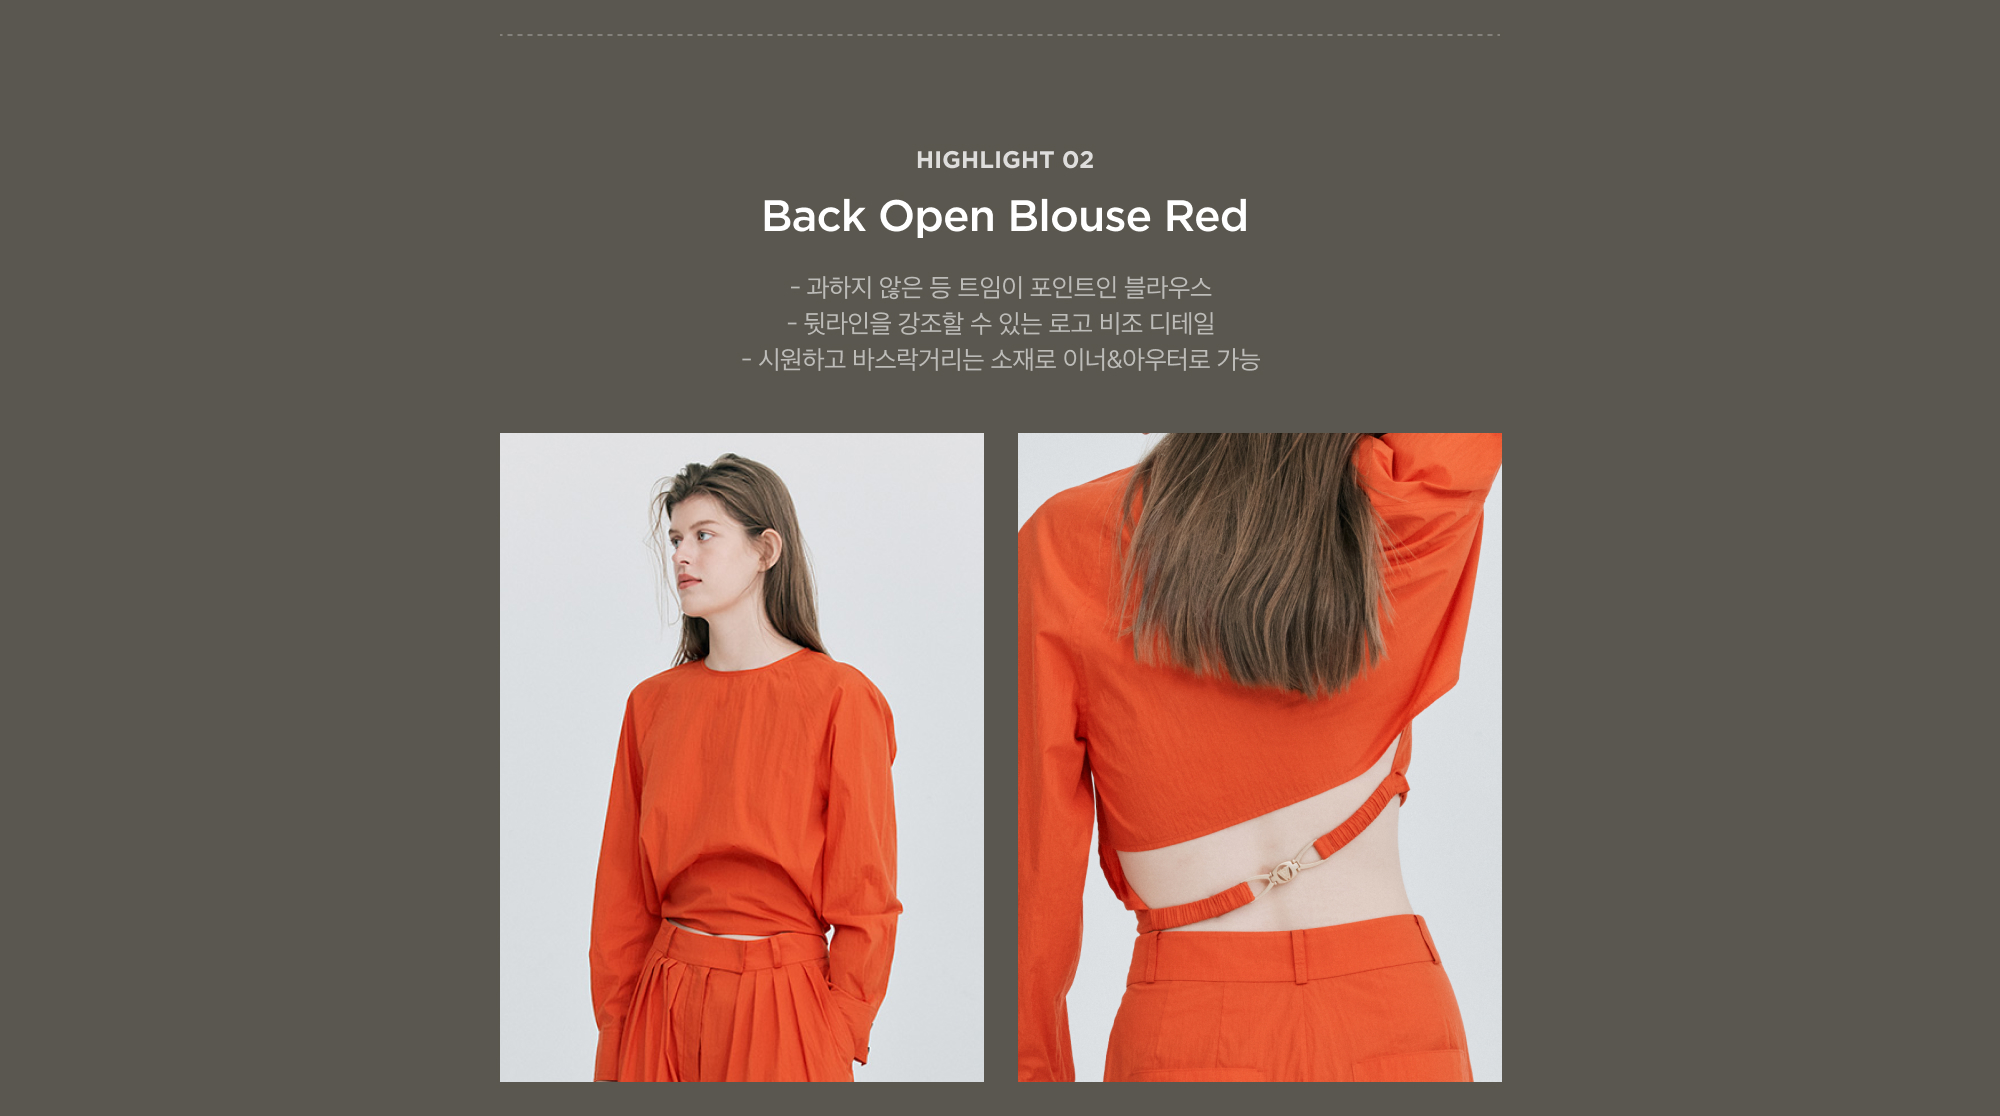 HIGHLIGHT 02
Back Open Blouse Red
- 과하지 않은 등 트임이 포인트인 블라우스
- 뒷라인을 강조할 수 있는 로고 비조 디테일
- 시원하고 바스락거리는 소재로 이너&아우터로 가능